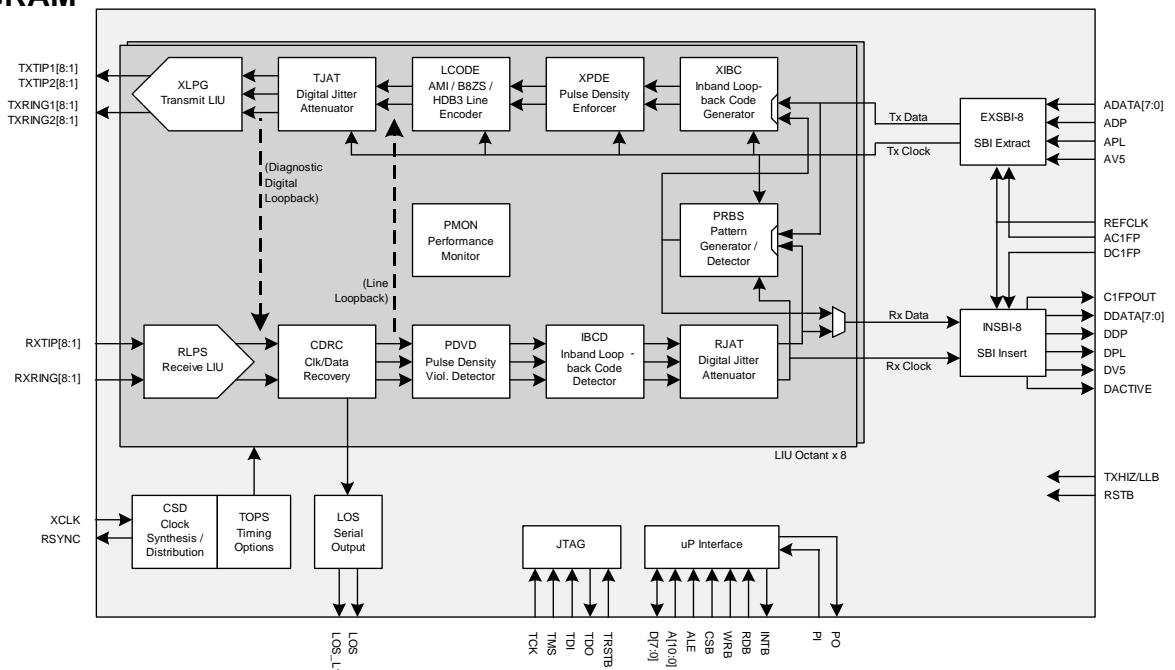 TXTIP1[8:1]
TXTIP2[8:1]
TXRING1[8:1]
TXRING2[8:1]
XLPG
Transmit LIU
TJAT
Digital Jitter
Attenuator
LCODE
AMI / B8ZS /
HDB3 Line
Encoder
XPDE
Pulse Density
Enforcer
XIBC
Inband Loop-
back Code
Generator
Tx Data
Tx Clock
EXSBI-8
SBI Extract
ADATA[7:0]
ADP
APL
AV5
(Diagnostic
Digital
Loopback)
PMON
Performance
Monitor
(Line
Loopback)
PRBS
Pattern
Generator /
Detector
REFCLK
AC1FP
DC1FP
RXTIP[8:1]
RXRING[8:1]
RLPS
Receive LIU
CDRC
Clk/Data
Recovery
PDVD
Pulse Density
Viol. Detector
IBCD
Inband Loop -
back Code
Detector
RJAT
Digital Jitter
Attenuator
Rx Data
Rx Clock
INSBI-8
SBI Insert
C1FPOUT
DDATA[7:0]
DDP
DPL
DV5
DACTIVE
LIU Octant x 8
TXHIZ/LLB
RSTB
XCLK
RSYNC
CSD
Clock
Synthesis /
Distribution
TOPS
Timing
Options
LOS
Serial
Output
JTAG
uP Interface
LOS
TCK
TMS
TDI
TDO
TRSTB
D[7:0]
A[10:0]
ALE
CSB
WRB
RDB
INTB
PI
PO